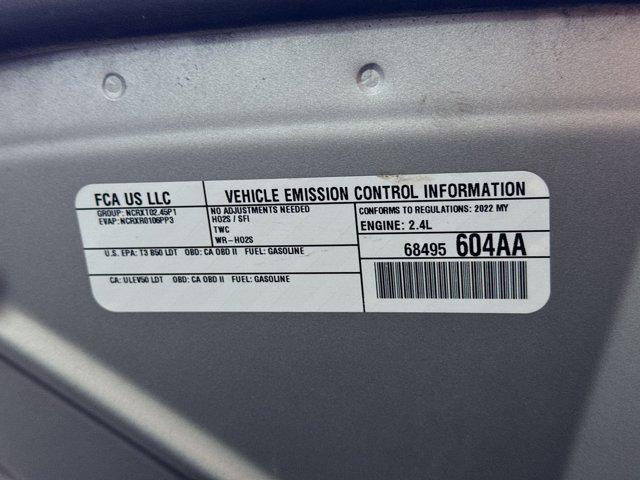 FCA US LLC
GROUP: NCRXT02.45P1
EVAP: NCRXR0106PP3
VEHICLE EMISSION CONTROL INFORMATION
NO ADJUSTMENTS NEEDED
HO2S / SFI
TWC
WR-HO2S
CONFORMS TO REGULATIONS: 2022 MY
ENGINE: 2.4L
U.S. EPA: T3 B50 LDT OBD: CA OBD II FUEL: GASOLINE
CA: ULEV50 LDT OBD: CA OBD II FUEL: GASOLINE
68495 604AA